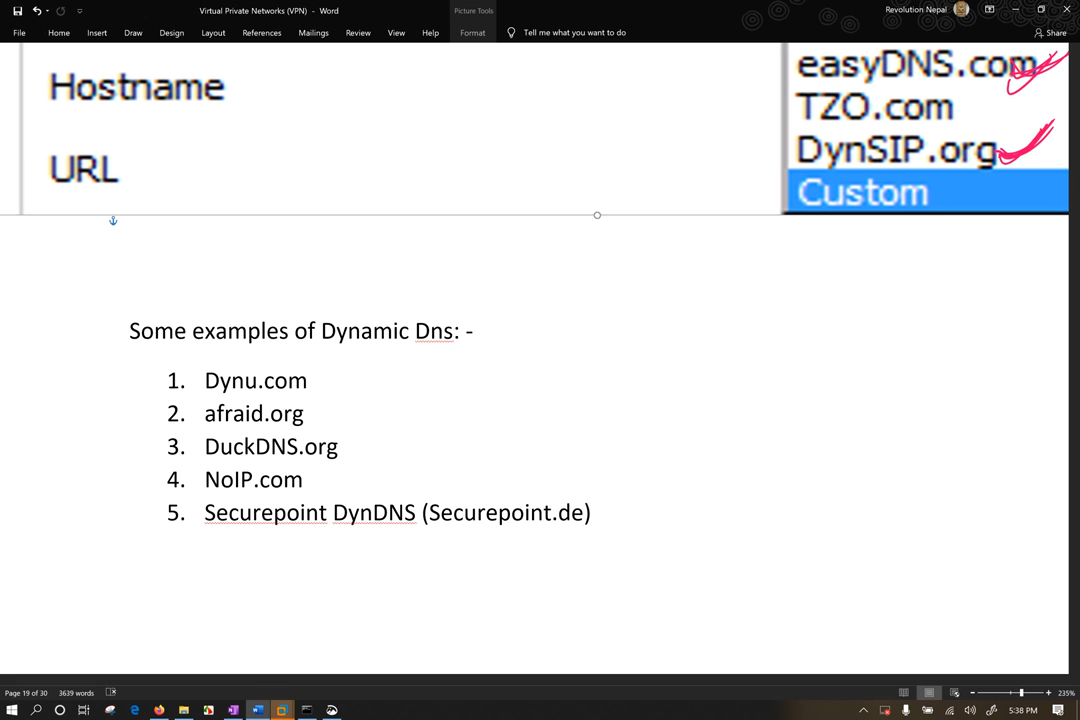 Virtual Private Networks (VPN) - Word
Picture Tools
Revolution Nepal
File Home Insert Draw Design Layout References Mailings Review View Help Format Tell me what you want to do Share
easyDNS.com
Hostname
TZO.com
DynSIP.org
URL
Custom
Some examples of Dynamic Dns: -
1. Dynu.com
2. afraid.org
3. DuckDNS.org
4. NoIP.com
5. Securepoint DynDNS (Securepoint.de)
Page 19 of 30 3639 words 235%
5:38 PM